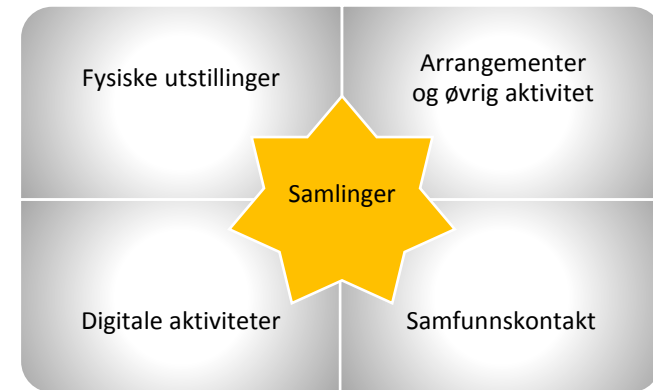 Fysiske utstillinger
Arrangementer
og øvrig aktivitet
Samlinger
Digitale aktiviteter
Samfunnskontakt